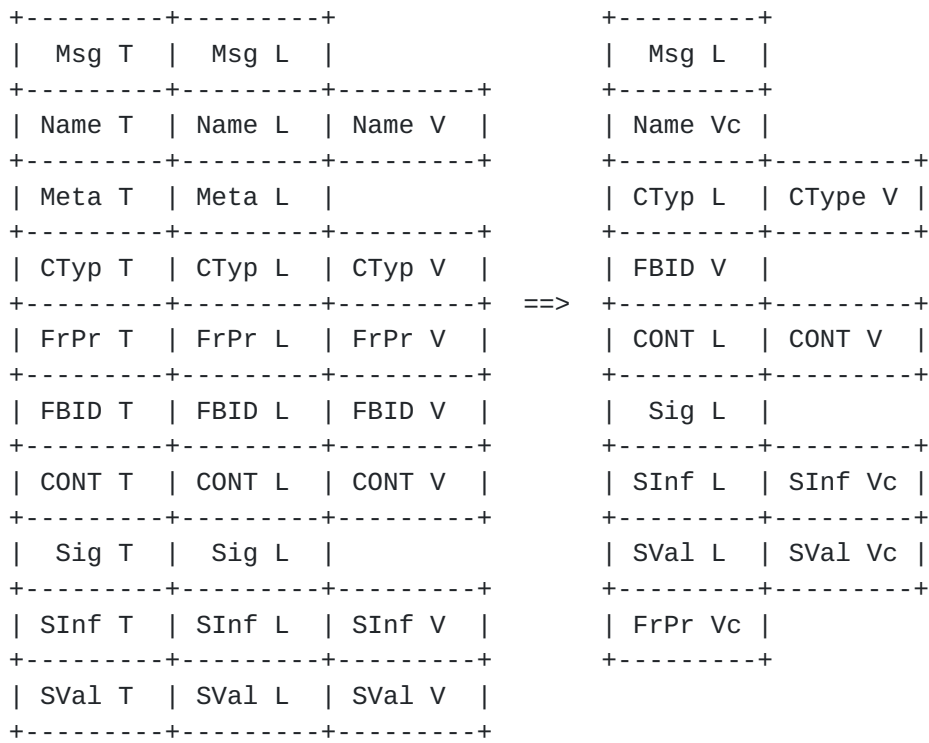 +---------+---------+                  +---------+
|  Msg T  |  Msg L  |                  |  Msg L  |
+---------+---------+---------+        +---------+
| Name T  | Name L  | Name V  |        | Name Vc |
+---------+---------+---------+        +---------+---------+
| Meta T  | Meta L  |                  | CTyp L  | CType V |
+---------+---------+---------+        +---------+---------+
| CTyp T  | CTyp L  | CTyp V  |        | FBID V  |
+---------+---------+---------+  ==>   +---------+---------+
| FrPr T  | FrPr L  | FrPr V  |        | CONT L  | CONT V  |
+---------+---------+---------+        +---------+---------+
| FBID T  | FBID L  | FBID V  |        |  Sig L  |
+---------+---------+---------+        +---------+---------+
| CONT T  | CONT L  | CONT V  |        | SInf L  | SInf Vc |
+---------+---------+---------+        +---------+---------+
|  Sig T  |  Sig L  |                  | SVal L  | SVal Vc |
+---------+---------+---------+        +---------+---------+
| SInf T  | SInf L  | SInf V  |        | FrPr Vc |
+---------+---------+---------+        +---------+
| SVal T  | SVal L  | SVal V  |
+---------+---------+---------+